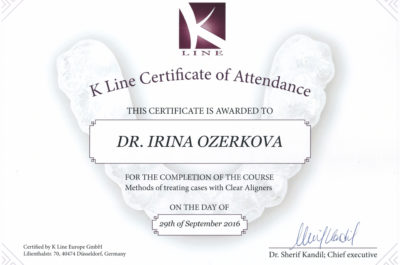 K
LINE
K Line Certificate of Attendance
THIS CERTIFICATE IS AWARDED TO
DR. IRINA OZERKOVA
FOR THE COMPLETION OF THE COURSE
Methods of treating cases with Clear Aligners
ON THE DAY OF
29th of September 2016
Certified by K Line Europe GmbH
Lilienthalstr. 70, 40474 Düsseldorf, Germany
Dr. Sherif Kandil; Chief executive